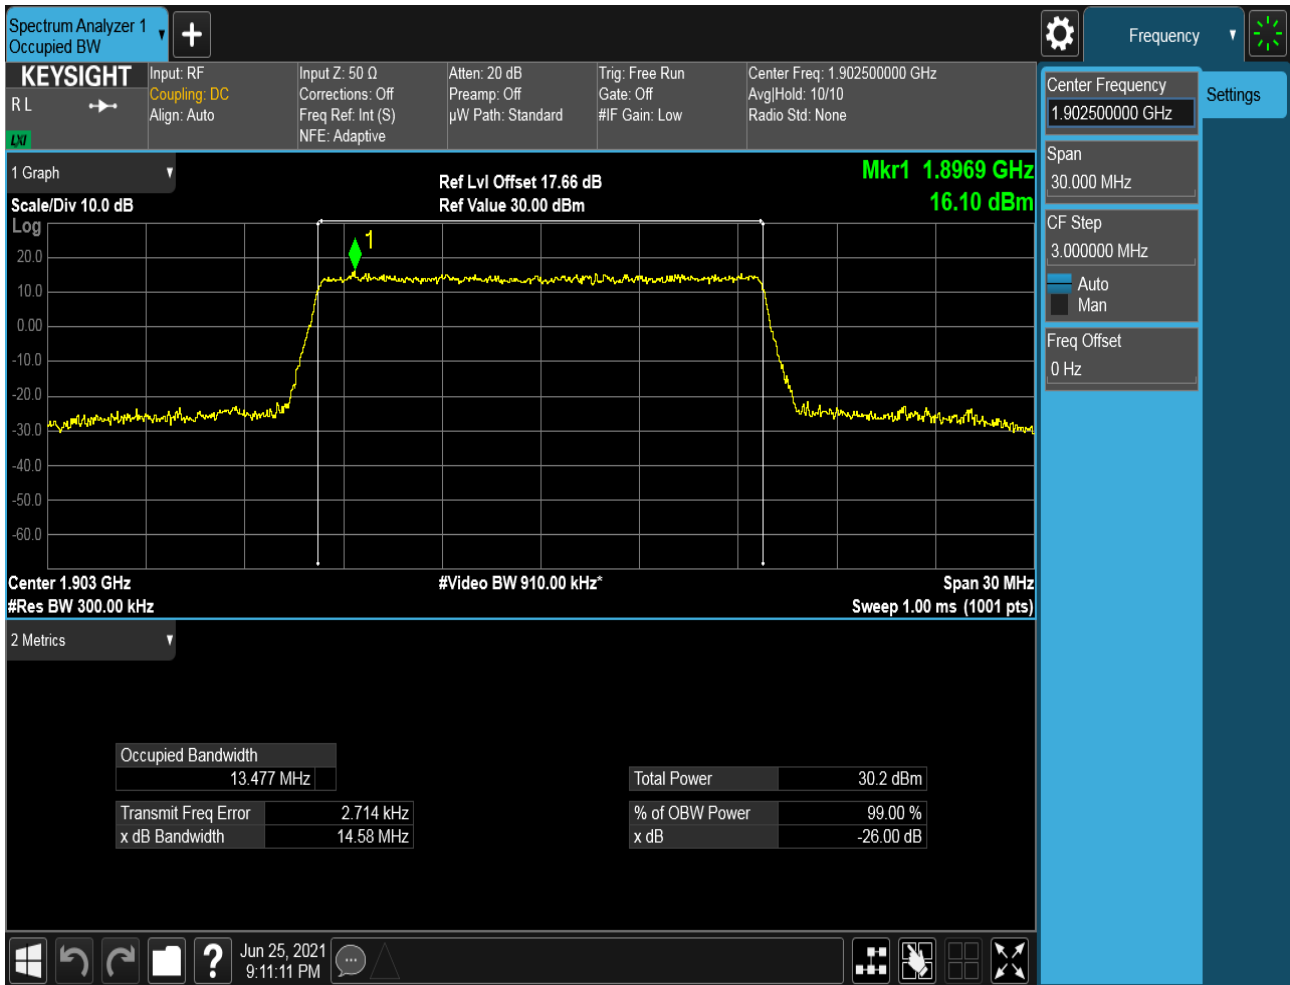 Spectrum Analyzer 1
Occupied BW
+
Frequency
KEYSIGHT
R L
LXI
Input: RF
Coupling: DC
Align: Auto
Input Z: 50 Ω
Corrections: Off
Freq Ref: Int (S)
NFE: Adaptive
Atten: 20 dB
Preamp: Off
µW Path: Standard
Trig: Free Run
Gate: Off
#IF Gain: Low
Center Freq: 1.902500000 GHz
Avg|Hold: 10/10
Radio Std: None
Center Frequency
1.902500000 GHz
Settings
Span
30.000 MHz
CF Step
3.000000 MHz
Auto
Man
Freq Offset
0 Hz
1 Graph
Scale/Div 10.0 dB
Ref Lvl Offset 17.66 dB
Ref Value 30.00 dBm
Mkr1 1.8969 GHz
16.10 dBm
Log
1
20.0
10.0
0.00
-10.0
-20.0
-30.0
-40.0
-50.0
-60.0
Center 1.903 GHz
#Res BW 300.00 kHz
#Video BW 910.00 kHz*
Span 30 MHz
Sweep 1.00 ms (1001 pts)
2 Metrics
Occupied Bandwidth
13.477 MHz
Transmit Freq Error 2.714 kHz
x dB Bandwidth 14.58 MHz
Total Power 30.2 dBm
% of OBW Power 99.00 %
x dB -26.00 dB
?
Jun 25, 2021
9:11:11 PM